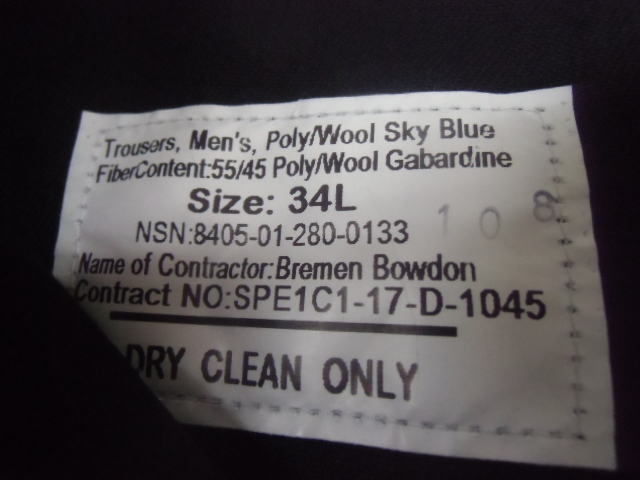 Trousers, Men's, Poly/Wool Sky Blue
FiberContent:55/45 Poly/Wool Gabardine
Size: 34L
NSN:8405-01-280-0133
108
Name of Contractor:Bremen Bowdon
Contract NO:SPE1C1-17-D-1045
DRY CLEAN ONLY